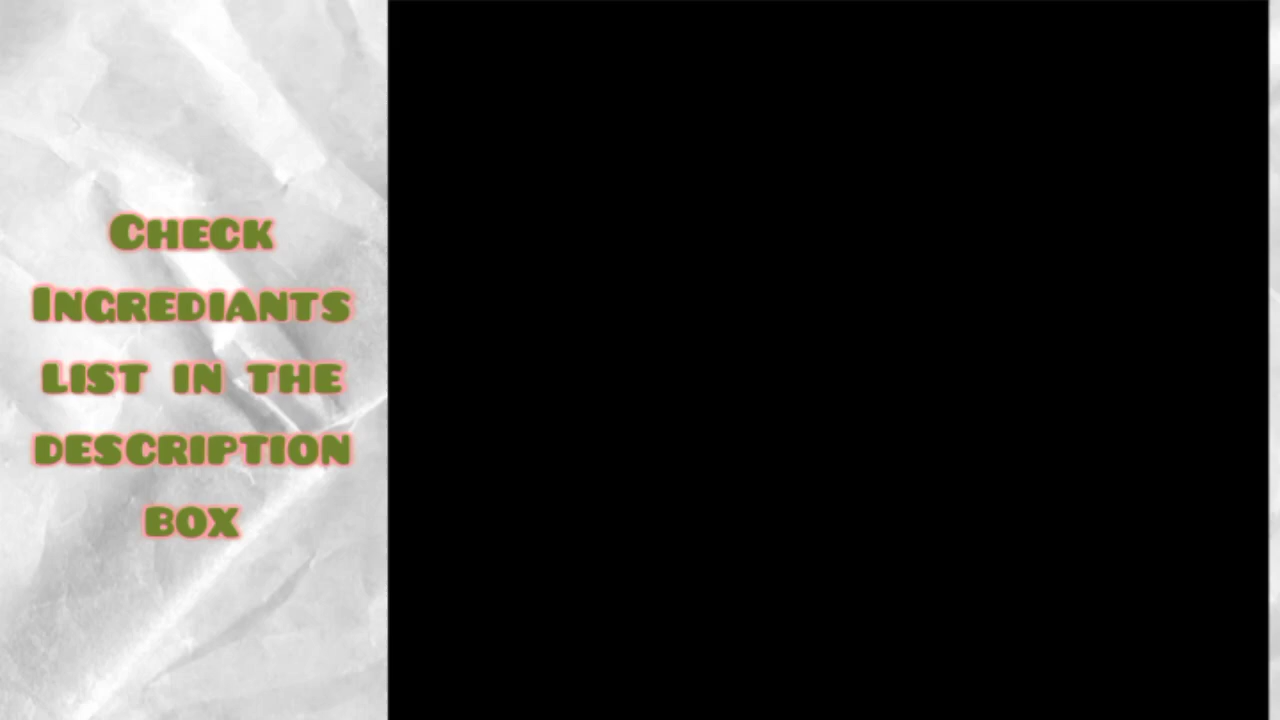 Check
Ingrediants
list in the
description
box